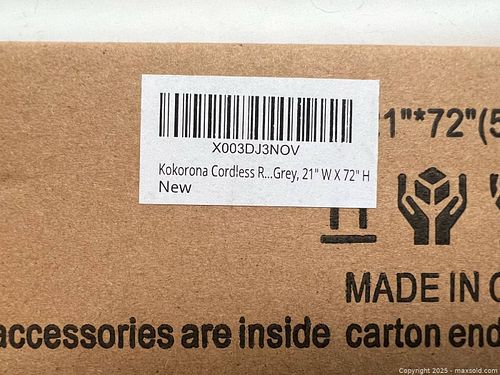 1"*72"(5
X003DJ3NOV
Kokorona Cordless R...Grey, 21" W X 72" H
New
MADE IN C
accessories are inside carton end
Copyright 2025 - maxsold.com